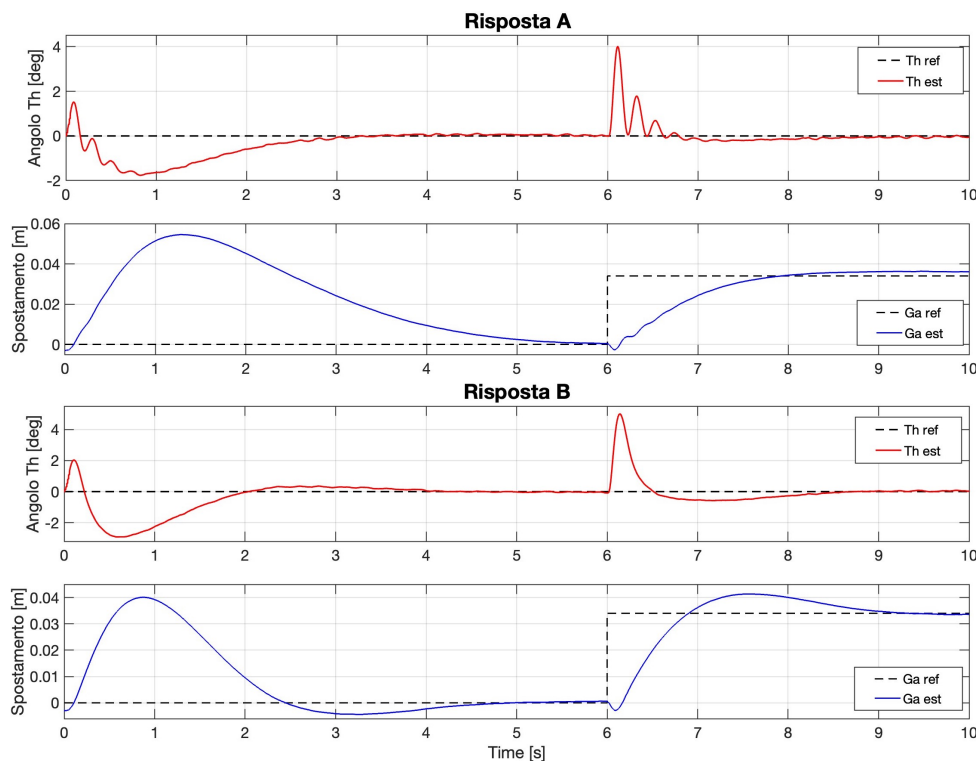 Risposta A
Angolo Th [deg]
4
2
0
-2
Th ref
Th est
0 1 2 3 4 5 6 7 8 9 10
Spostamento [m]
0.06
0.04
0.02
0
Ga ref
Ga est
0 1 2 3 4 5 6 7 8 9 10
Risposta B
Angolo Th [deg]
4
2
0
-2
Th ref
Th est
0 1 2 3 4 5 6 7 8 9 10
Spostamento [m]
0.04
0.03
0.02
0.01
0
Ga ref
Ga est
0 1 2 3 4 5 6 7 8 9 10
Time [s]